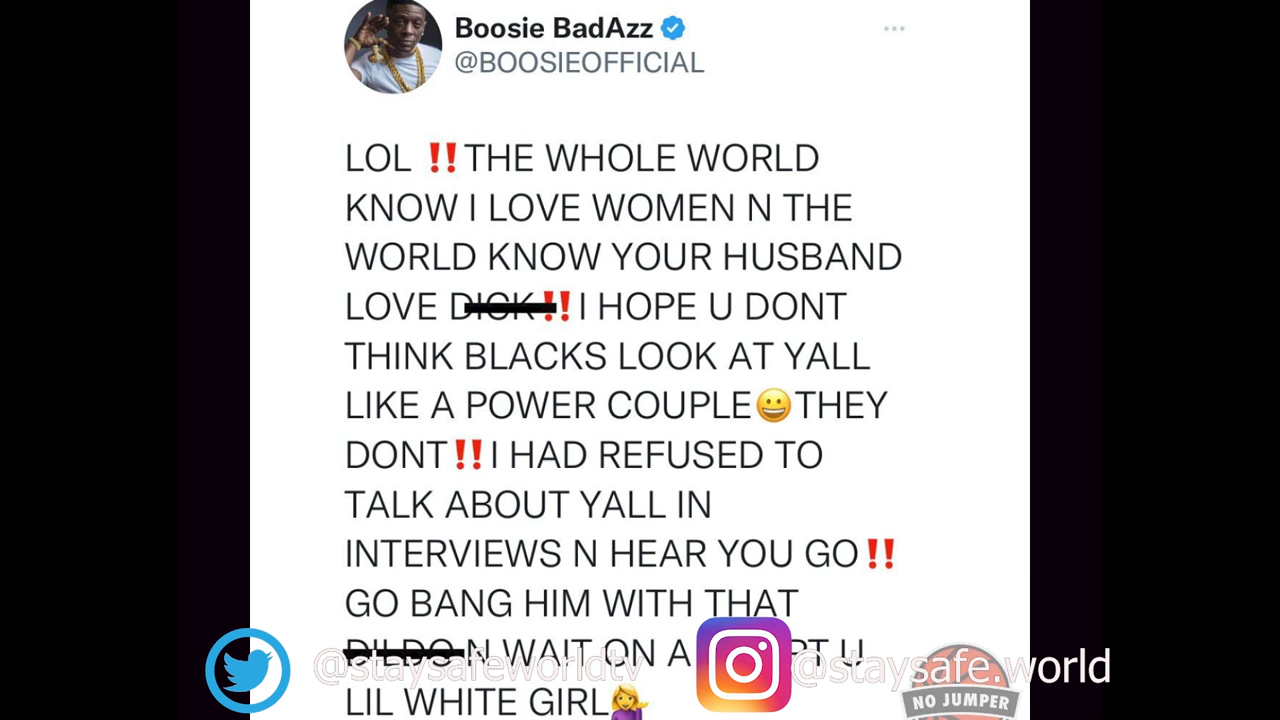 Boosie BadAzz
@BOOSIEOFFICIAL
LOL ‼️THE WHOLE WORLD
KNOW I LOVE WOMEN N THE
WORLD KNOW YOUR HUSBAND
LOVE DICK‼️I HOPE U DONT
THINK BLACKS LOOK AT YALL
LIKE A POWER COUPLE😀THEY
DONT‼️I HAD REFUSED TO
TALK ABOUT YALL IN
INTERVIEWS N HEAR YOU GO‼️
GO BANG HIM WITH THAT
DILDO N WAIT ON A U
LIL WHITE GIRL💁‍♀️
@staysafeworldtv
@staysafe.world
NO JUMPER